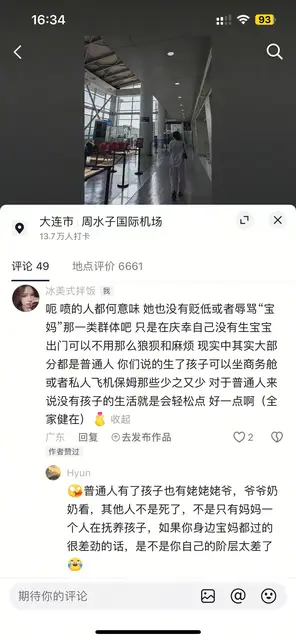 16:34
93
大连市 周水子国际机场
13.7万人打卡
评论 49
地点评价 6661
冰美式拌饭 我
呃 喷的人都何意味 她也没有贬低或者辱骂“宝
妈”那一类群体吧 只是在庆幸自己没有生宝宝
出门可以不用那么狼狈和麻烦 现实中其实大部
分都是普通人 你们说的生了孩子可以坐商务舱
或者私人飞机保姆那些少之又少 对于普通人来
说没有孩子的生活就是会轻松点 好一点啊（全
家健在） 收起
广东 回复 去发布作品 2
作者赞过
Hyun
普通人有了孩子也有姥姥姥爷，爷爷奶
奶看，其他人不是死了，不是只有妈妈一
个人在抚养孩子，如果你身边宝妈都过的
很差劲的话，是不是你自己的阶层太差了
期待你的评论